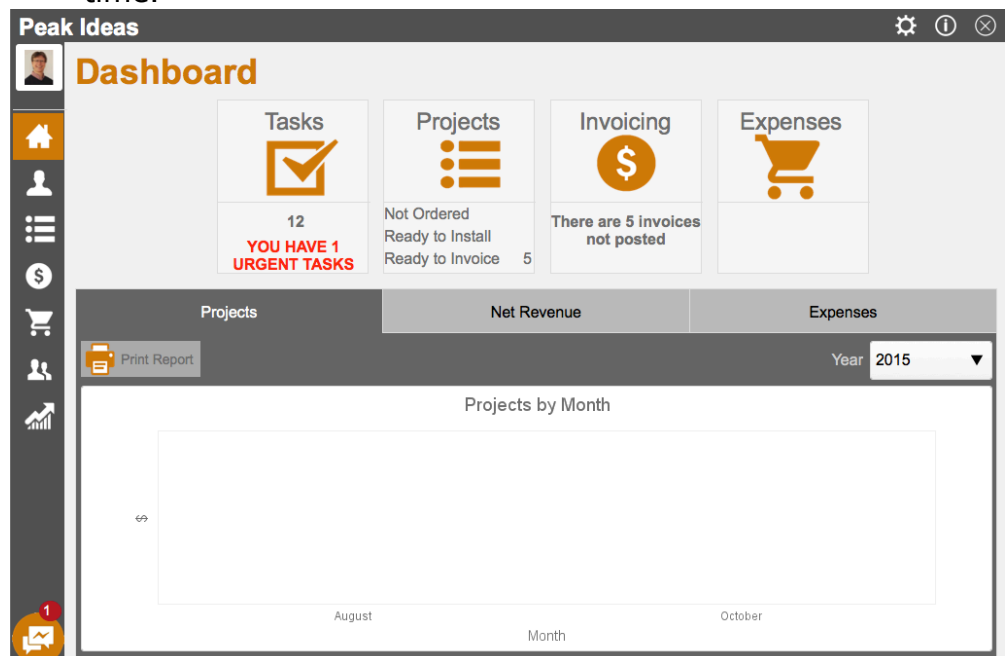 time.
Peak Ideas
Dashboard
Tasks
12
YOU HAVE 1
URGENT TASKS
Projects
Not Ordered
Ready to Install
Ready to Invoice 5
Invoicing
$
There are 5 invoices
not posted
Expenses
$
Projects
Net Revenue
Expenses
Print Report
Year 2015
Projects by Month
$
August
October
Month
1